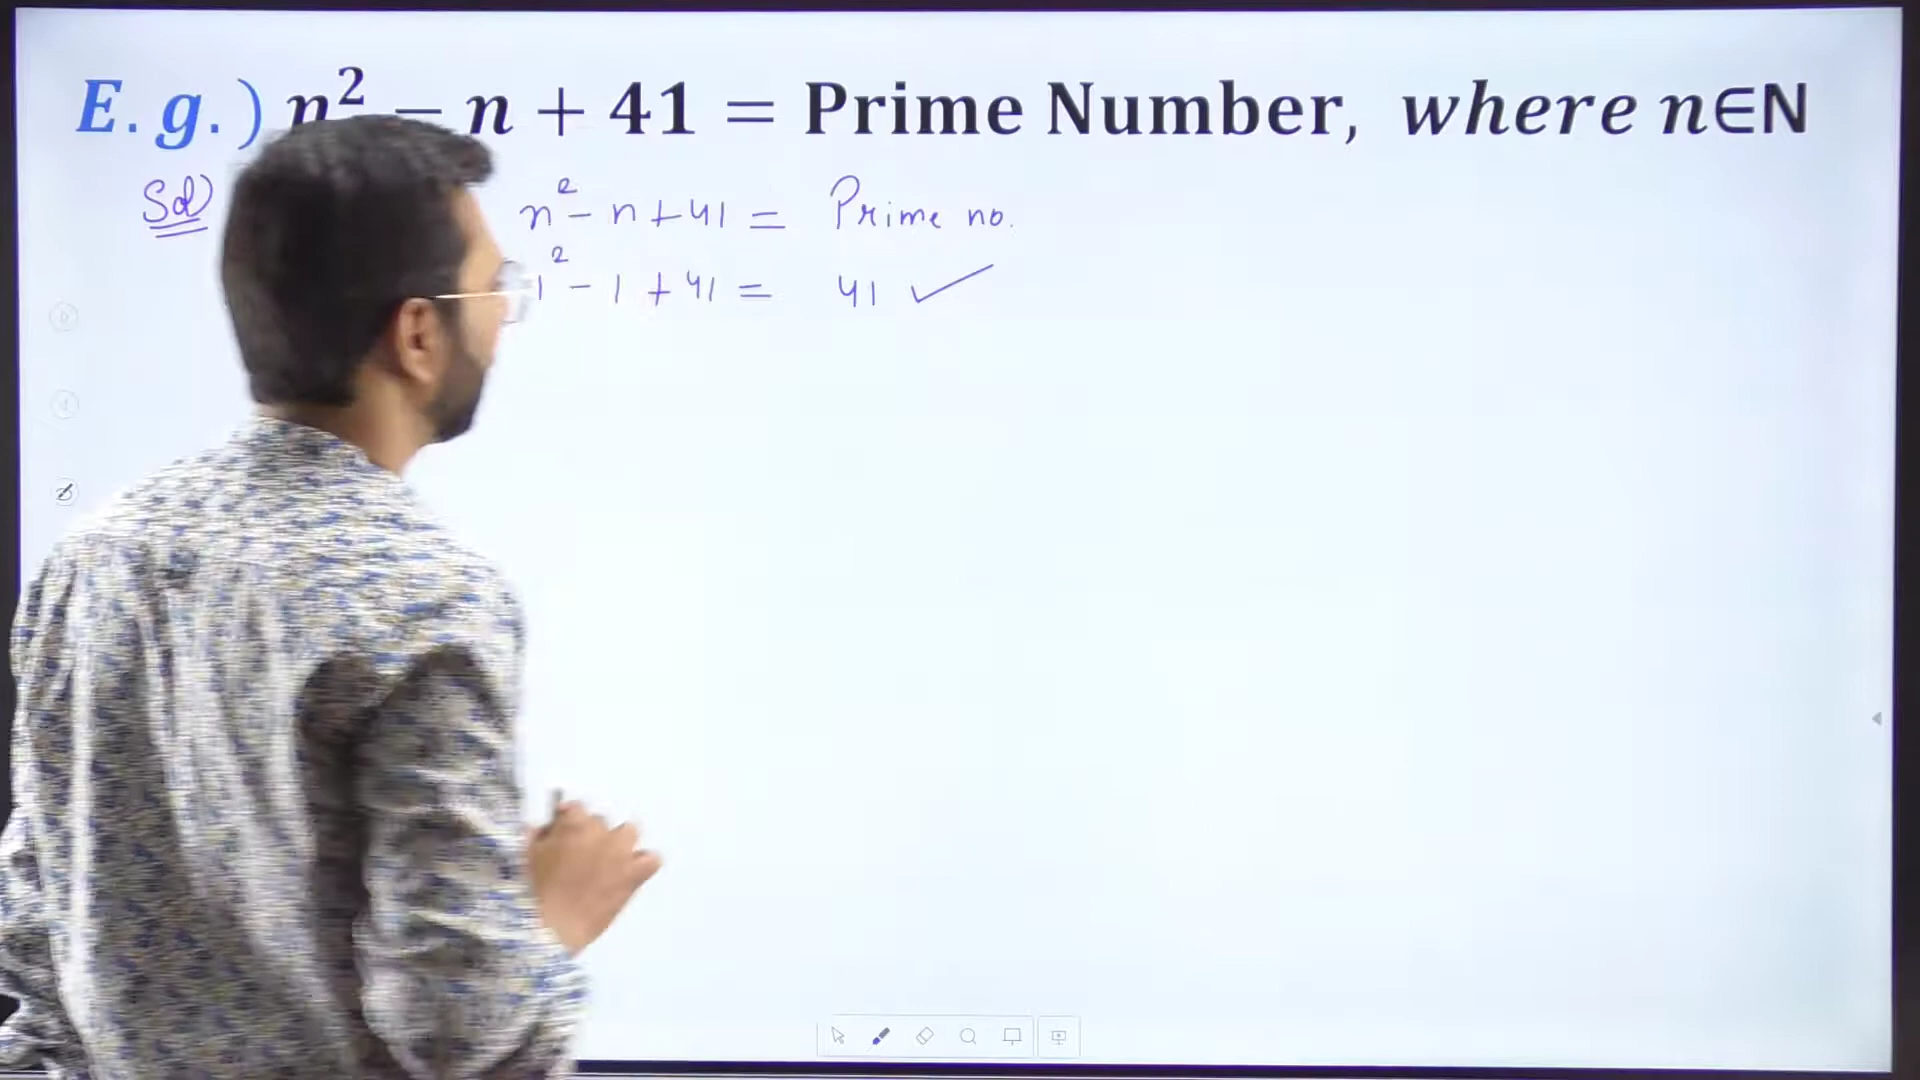 E.g.) n² − n + 41 = Prime Number, where n∈N
Sol)
n² - n + 41 = Prime no.
1² - 1 + 41 = 41 ✓